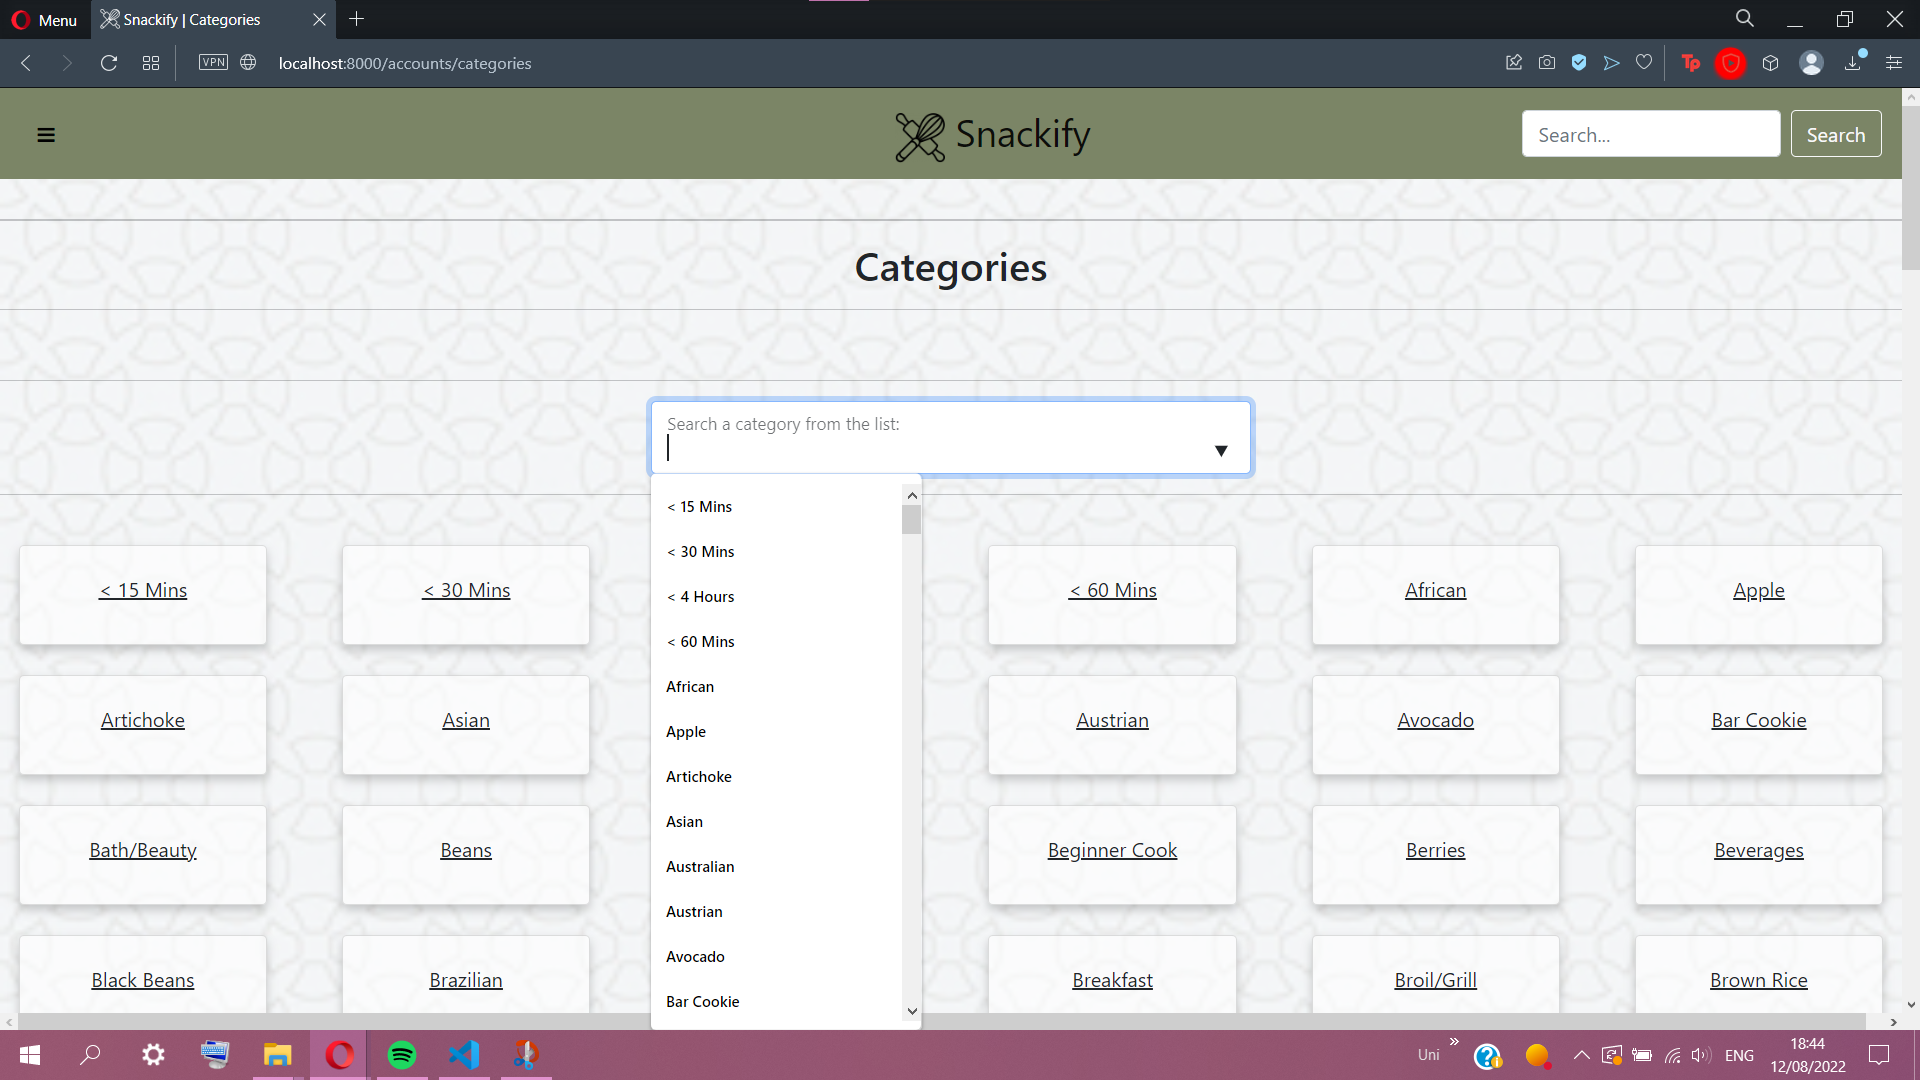 Menu
Snackify | Categories
VPN
localhost:8000/accounts/categories
Tp
Snackify
Search...
Search
Categories
Search a category from the list:
< 15 Mins
< 30 Mins
< 4 Hours
< 60 Mins
African
Apple
Artichoke
Asian
Australian
Austrian
Avocado
Bar Cookie
< 15 Mins
< 30 Mins
< 60 Mins
African
Apple
Artichoke
Asian
Austrian
Avocado
Bar Cookie
Bath/Beauty
Beans
Beginner Cook
Berries
Beverages
Black Beans
Brazilian
Breakfast
Broil/Grill
Brown Rice
Uni
ENG
18:44
12/08/2022